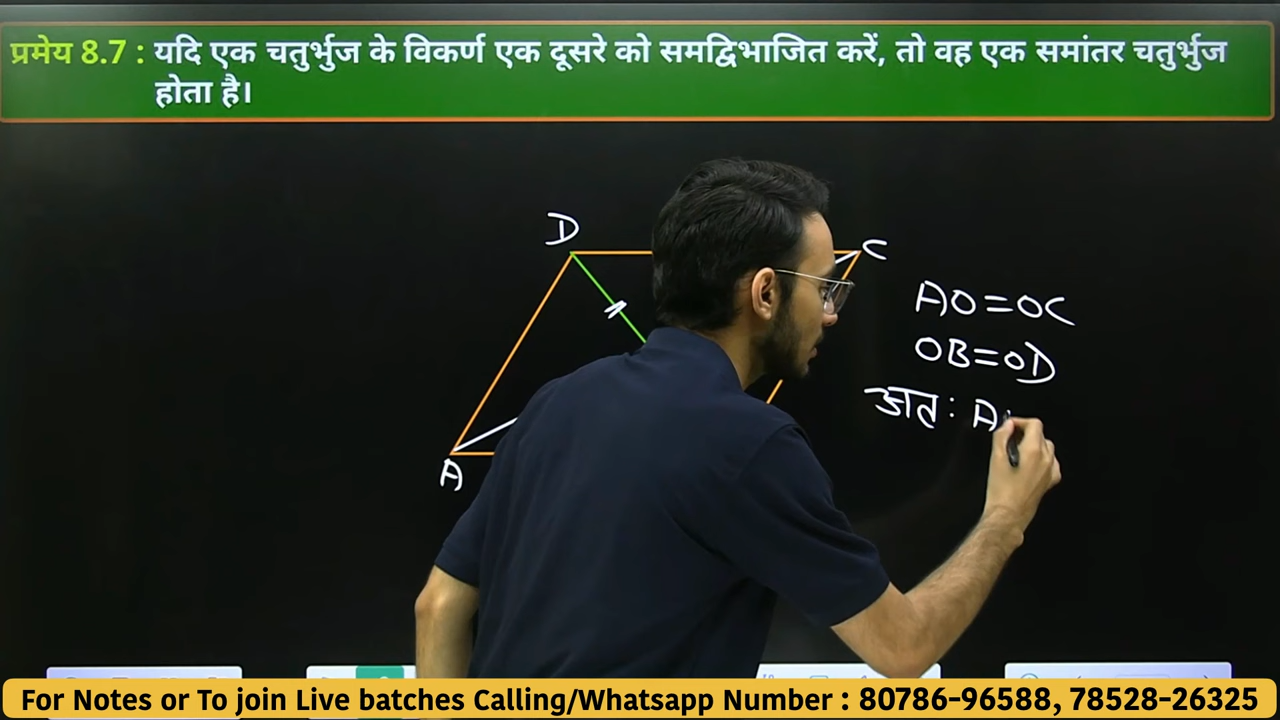 प्रमेय 8.7 : यदि एक चतुर्भुज के विकर्ण एक दूसरे को समद्विभाजित करें, तो वह एक समांतर चतुर्भुज
होता है।
D
C
AO=OC
OB=OD
अत: A
A
For Notes or To join Live batches Calling/Whatsapp Number : 80786-96588, 78528-26325